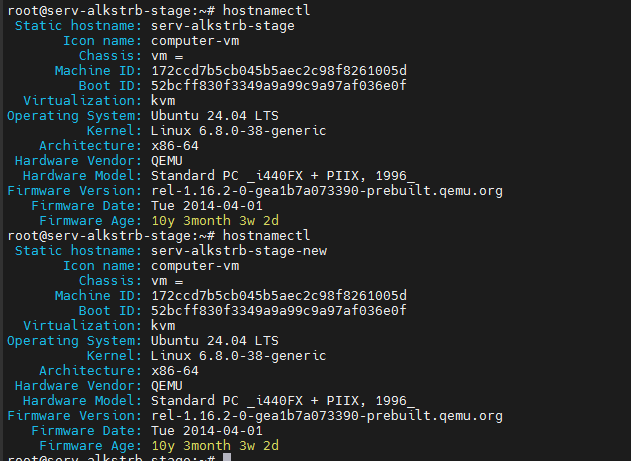 root@serv-alkstrb-stage:~# hostnamectl
Static hostname: serv-alkstrb-stage
Icon name: computer-vm
Chassis: vm =
Machine ID: 172ccd7b5cb045b5aec2c98f8261005d
Boot ID: 52bcff830f3349a9a99c9a97af036e0f
Virtualization: kvm
Operating System: Ubuntu 24.04 LTS
Kernel: Linux 6.8.0-38-generic
Architecture: x86-64
Hardware Vendor: QEMU
Hardware Model: Standard PC _i440FX + PIIX, 1996_
Firmware Version: rel-1.16.2-0-gea1b7a073390-prebuilt.qemu.org
Firmware Date: Tue 2014-04-01
Firmware Age: 10y 3month 3w 2d
root@serv-alkstrb-stage:~# hostnamectl
Static hostname: serv-alkstrb-stage-new
Icon name: computer-vm
Chassis: vm =
Machine ID: 172ccd7b5cb045b5aec2c98f8261005d
Boot ID: 52bcff830f3349a9a99c9a97af036e0f
Virtualization: kvm
Operating System: Ubuntu 24.04 LTS
Kernel: Linux 6.8.0-38-generic
Architecture: x86-64
Hardware Vendor: QEMU
Hardware Model: Standard PC _i440FX + PIIX, 1996_
Firmware Version: rel-1.16.2-0-gea1b7a073390-prebuilt.qemu.org
Firmware Date: Tue 2014-04-01
Firmware Age: 10y 3month 3w 2d
root@serv-alkstrb-stage:~#